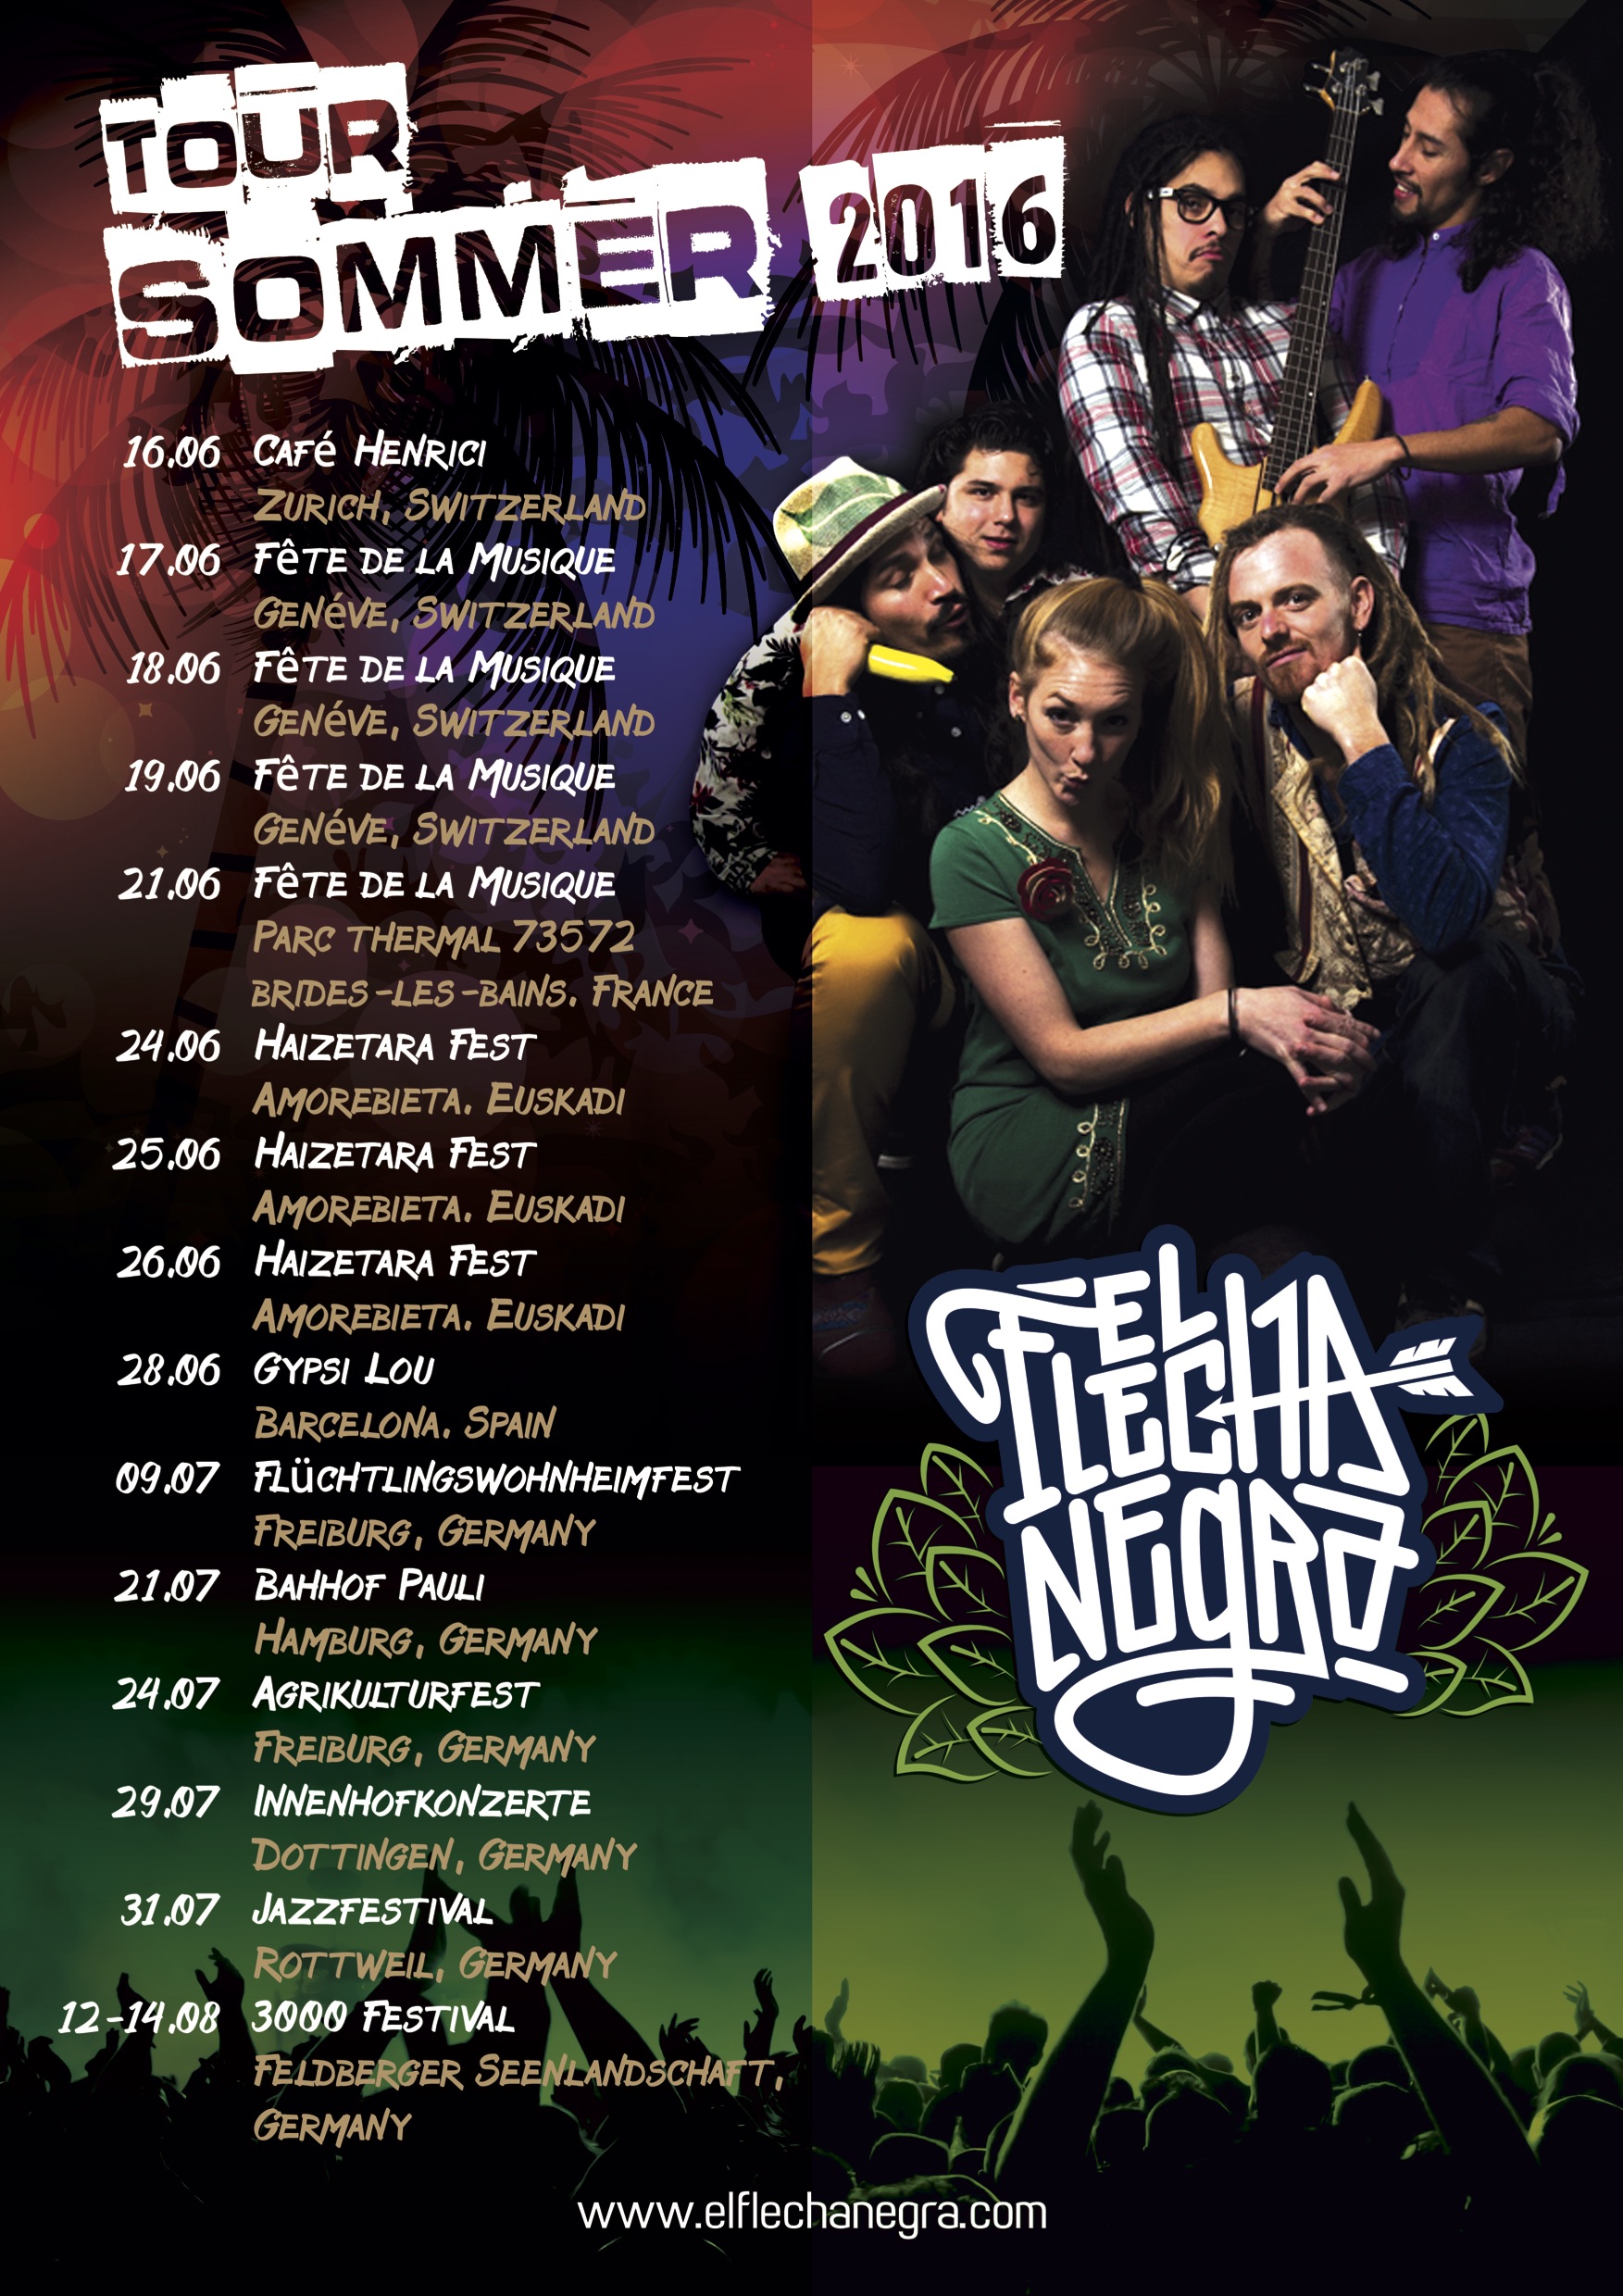 TOUR
SOMMER 2016
16.06 Café Henrici
Zurich, Switzerland
17.06 Fête de la Musique
Genéve, Switzerland
18.06 Fête de la Musique
Genéve, Switzerland
19.06 Fête de la Musique
Genéve, Switzerland
21.06 Fête de la Musique
Parc thermal 73572
brides-les-bains. France
24.06 Haizetara Fest
Amorebieta. Euskadi
25.06 Haizetara Fest
Amorebieta. Euskadi
26.06 Haizetara Fest
Amorebieta. Euskadi
28.06 Gypsi Lou
Barcelona. Spain
09.07 Flüchtlingswohnheimfest
Freiburg, Germany
21.07 Bahhof Pauli
Hamburg, Germany
24.07 Agrikulturfest
Freiburg, Germany
29.07 Innenhofkonzerte
Dottingen, Germany
31.07 Jazzfestival
Rottweil, Germany
12-14.08 3000 Festival
Feldberger Seenlandschaft,
Germany
EL
FLECHA
NEGRA
www.elflechanegra.com